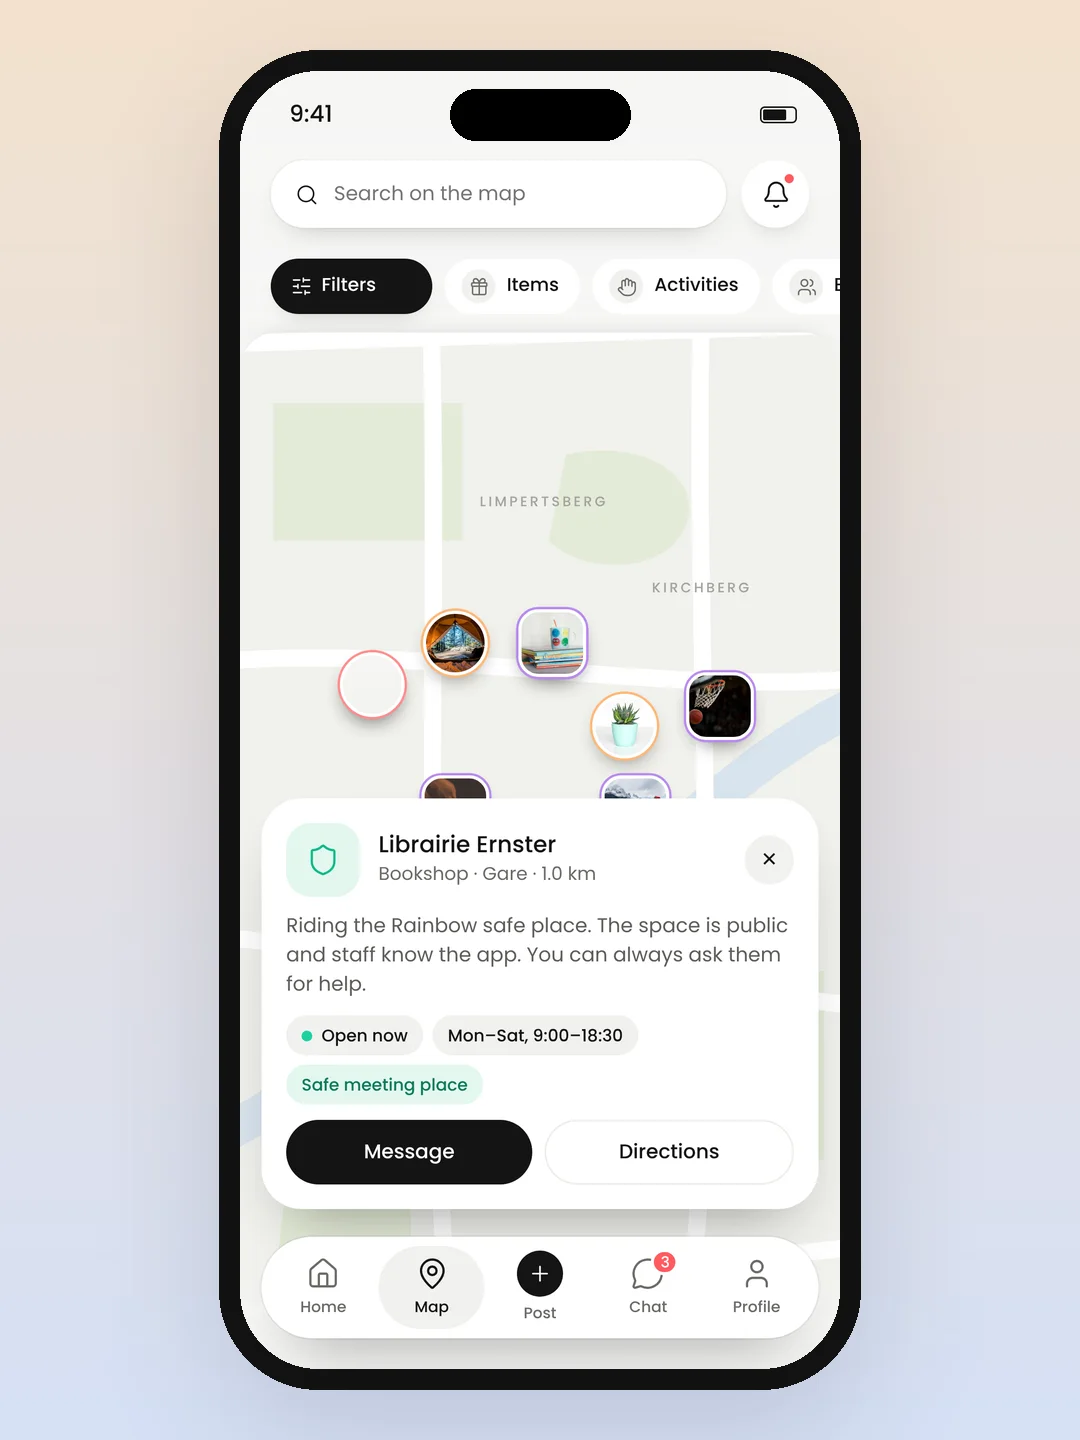 9:41
Search on the map
Filters
Items
Activities
LIMPERTSBERG
KIRCHBERG
Librairie Ernster
Bookshop · Gare · 1.0 km
Riding the Rainbow safe place. The space is public
and staff know the app. You can always ask them
for help.
Open now
Mon–Sat, 9:00–18:30
Safe meeting place
Message
Directions
3
Home
Map
Post
Chat
Profile